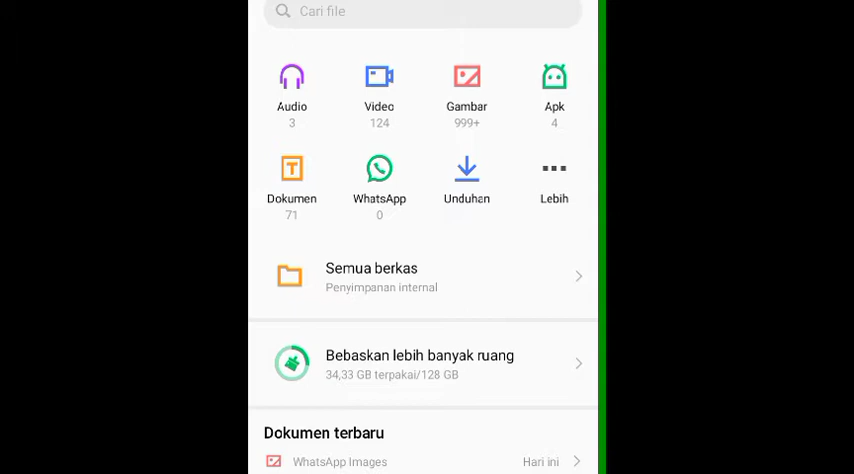 Cari file
Audio Video Gambar Apk
3 124 999+ 4
Dokumen WhatsApp Unduhan Lebih
71 0
Semua berkas
Penyimpanan internal
Bebaskan lebih banyak ruang
34,33 GB terpakai/128 GB
Dokumen terbaru
WhatsApp Images Hari ini